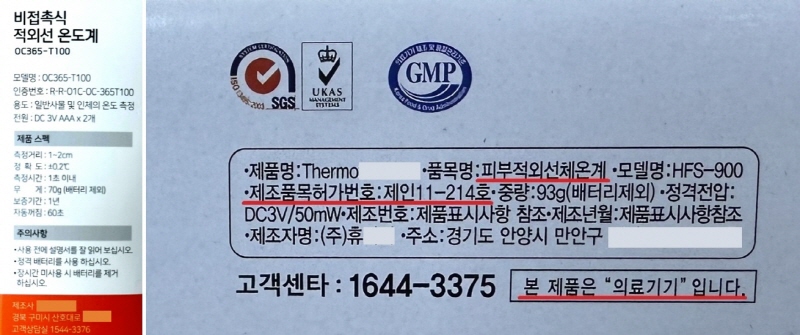 비접촉식
적외선 온도계
OC365-T100
모델명 : OC365-T100
인증번호 : R-R-O1C-OC-365T100
용도 : 일반사물 및 인체의 온도 측정
전원 : DC 3V AAA x 2개
제품 스펙
측정거리 : 1~2cm
정 확 도 : ±0.2℃
측정시간 : 1초 이내
무 게 : 70g (배터리 제외)
보증기간 : 1년
자동꺼짐 : 60초
주의사항
•사용 전에 설명서를 잘 읽어 보십시오.
•정격 배터리를 사용 하십시오.
•장시간 미사용 시 배터리를 제거
하십시오.
제조사
경북 구미시 산호대로
고객상담실 1544-3376
SYSTEM CERTIFICATION
SGS
UKAS
MANAGEMENT
SYSTEMS
GMP
Korea Food & Drug Administration
•제품명:Thermo •품목명:피부적외선체온계•모델명:HFS-900
•제조품목허가번호:제인11-214호•중량:93g(배터리제외)•정격전압:
DC3V/50mW•제조번호:제품표시사항 참조•제조년월:제품표시사항참조
•제조자명:(주)휴 •주소:경기도 안양시 만안구
고객센타 : 1644-3375
본 제품은 “의료기기” 입니다.